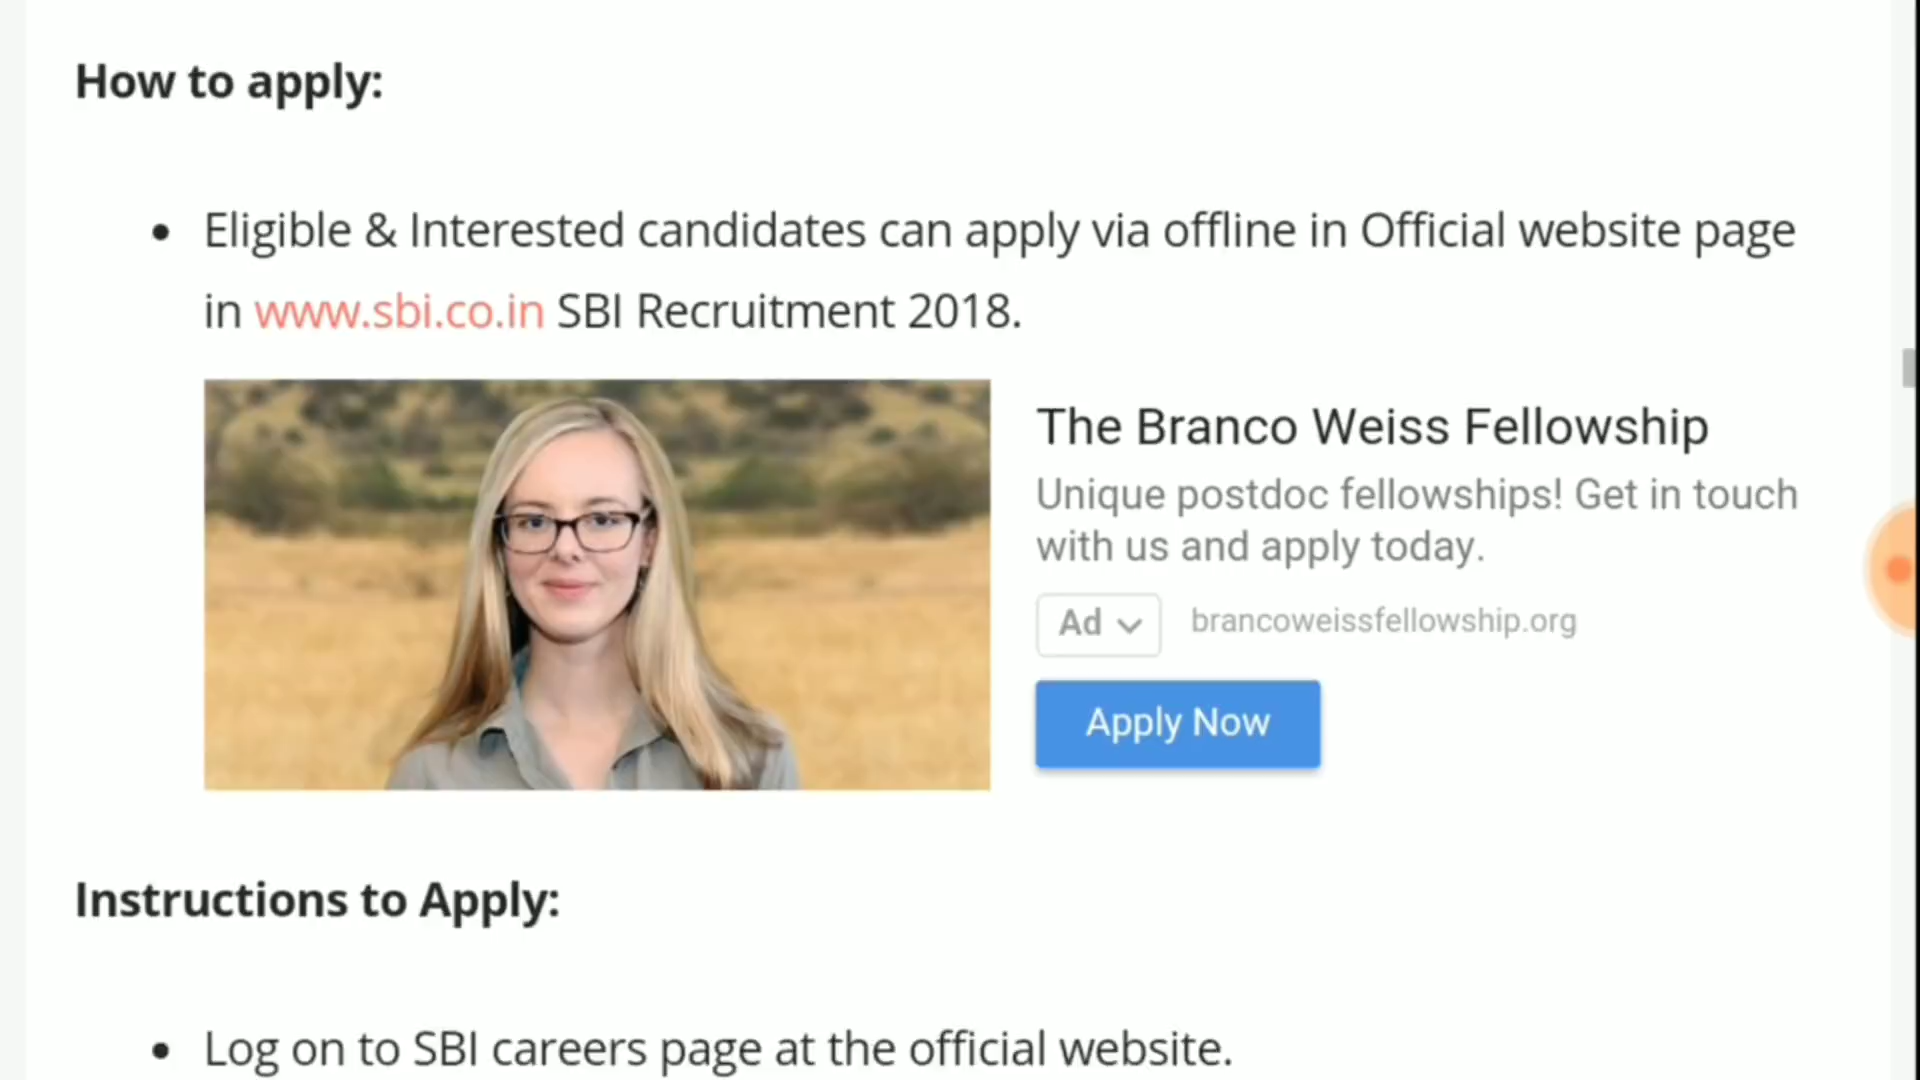 How to apply:
Eligible & Interested candidates can apply via offline in Official website page
in www.sbi.co.in SBI Recruitment 2018.
The Branco Weiss Fellowship
Unique postdoc fellowships! Get in touch
with us and apply today.
Ad
brancoweissfellowship.org
Apply Now
Instructions to Apply:
Log on to SBI careers page at the official website.